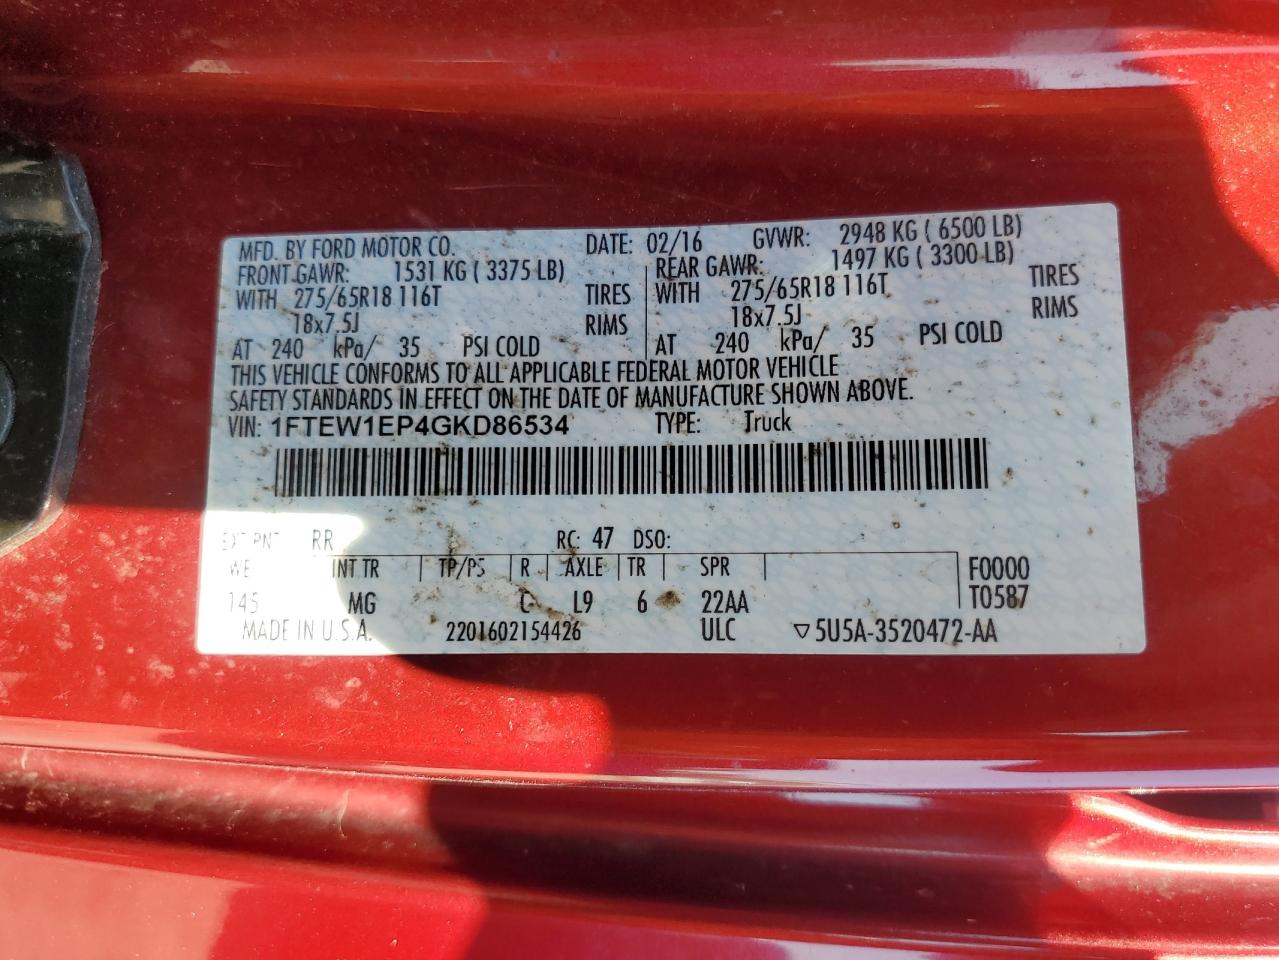 MFD. BY FORD MOTOR CO. DATE: 02/16 GVWR: 2948 KG ( 6500 LB)
FRONT GAWR: 1531 KG ( 3375 LB) REAR GAWR: 1497 KG ( 3300 LB)
WITH 275/65R18 116T TIRES WITH 275/65R18 116T TIRES
18x7.5J RIMS 18x7.5J RIMS
AT 240 kPa/ 35 PSI COLD AT 240 kPa/ 35 PSI COLD
THIS VEHICLE CONFORMS TO ALL APPLICABLE FEDERAL MOTOR VEHICLE
SAFETY STANDARDS IN EFFECT ON THE DATE OF MANUFACTURE SHOWN ABOVE.
VIN: 1FTEW1EP4GKD86534 TYPE: Truck
EXT PNT RR RC: 47 DSO:
INT TR TP/PS R AXLE TR SPR F0000
145 MG C L9 6 22AA T0587
MADE IN U.S.A. 2201602154426 ULC ▽5U5A-3520472-AA